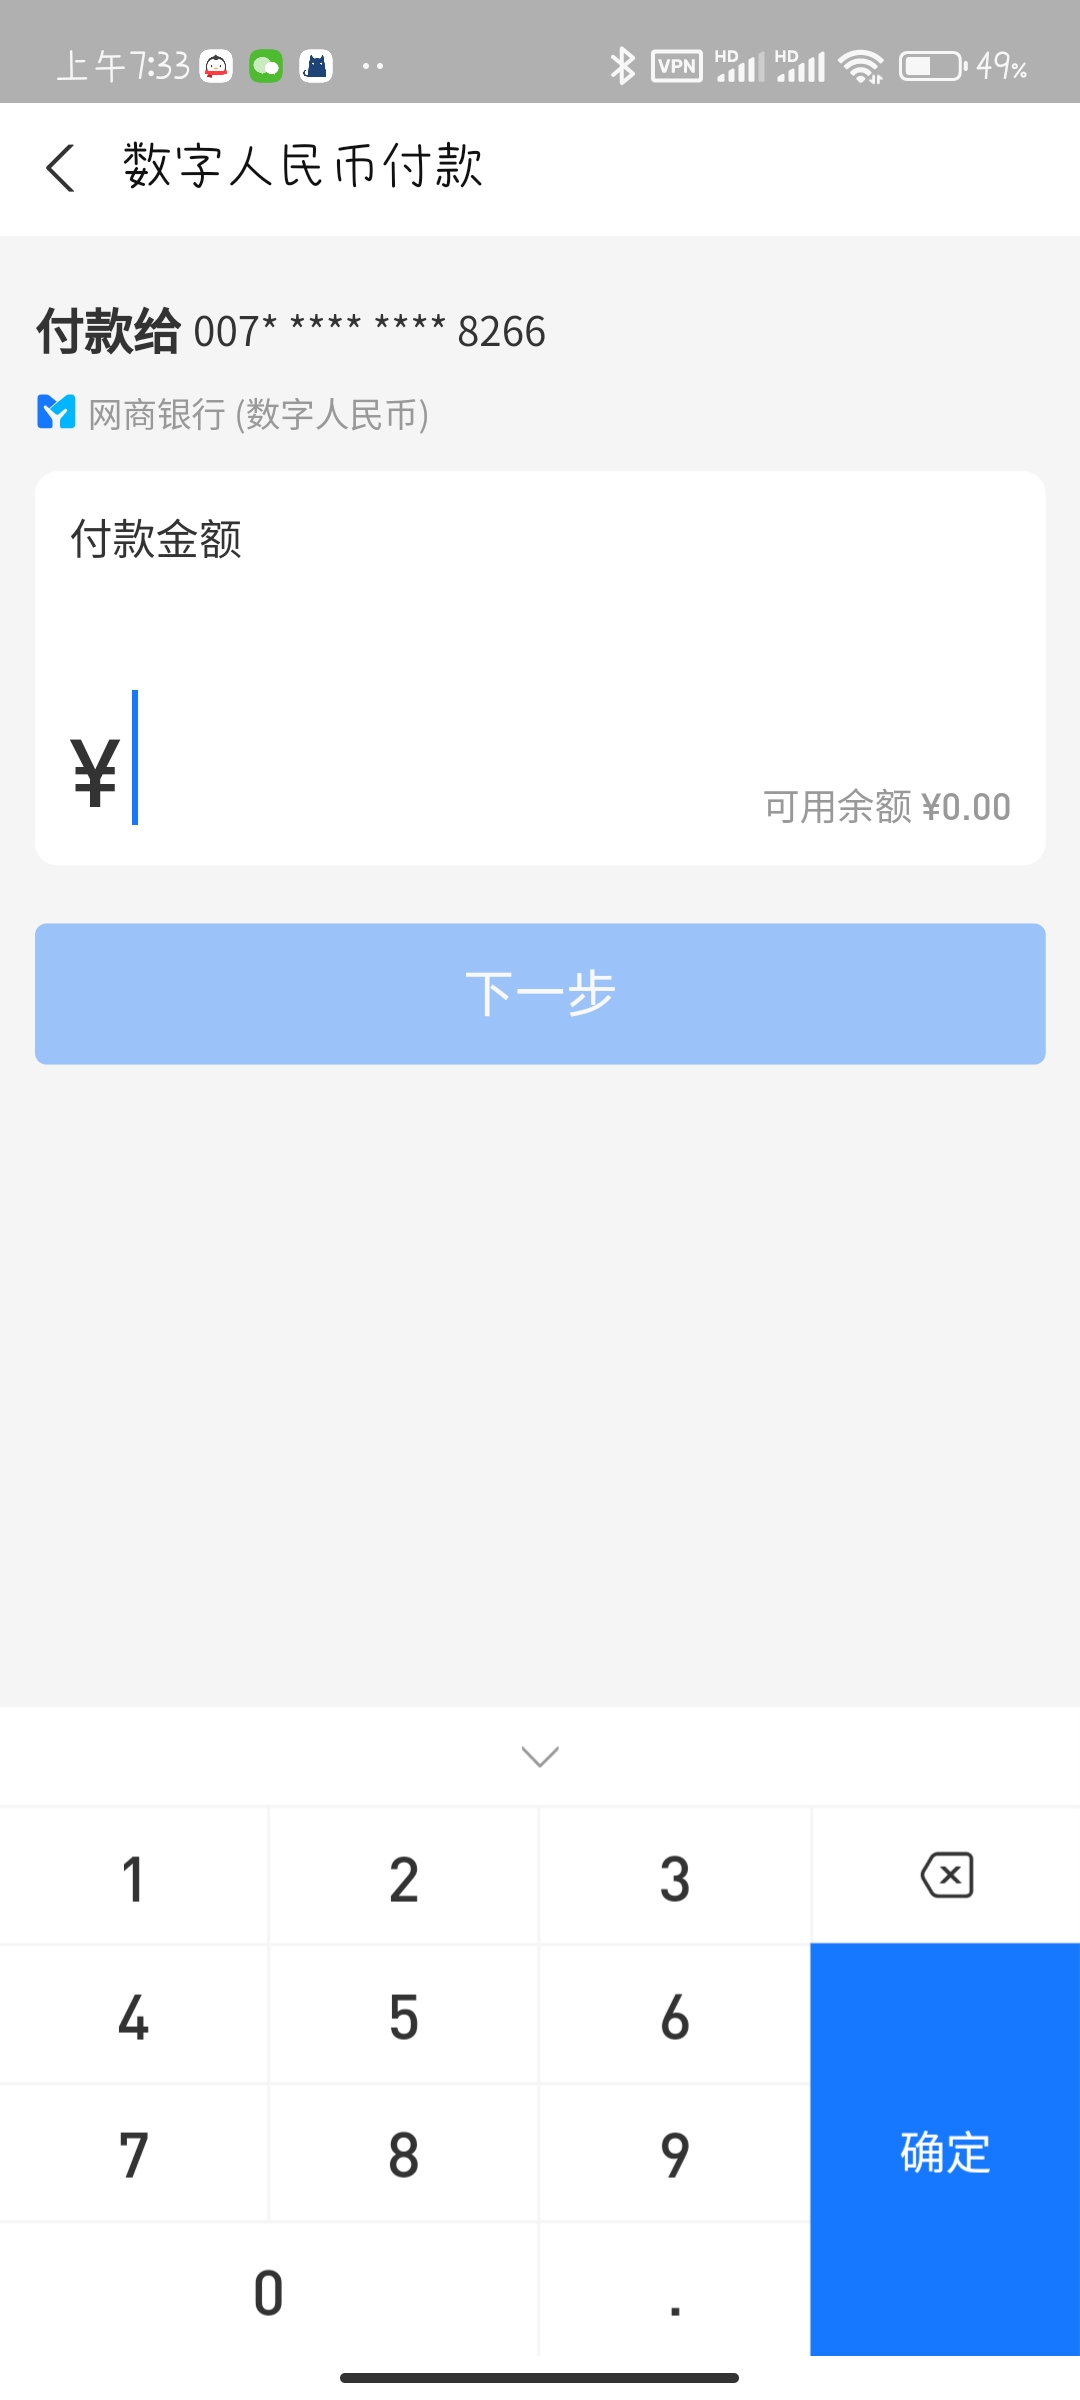 上午7:33 VPN HD HD 49%
数字人民币付款
付款给 007* **** **** 8266
网商银行 (数字人民币)
付款金额
¥
可用余额 ¥0.00
下一步
1 2 3
4 5 6
7 8 9
确定
0 .